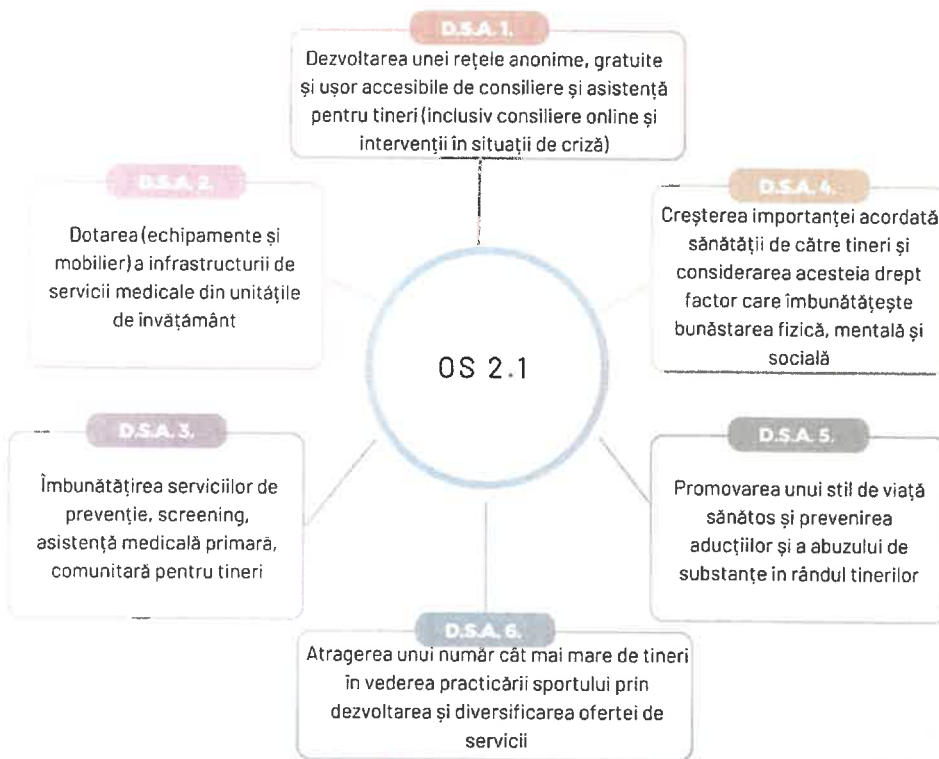 D.S.A. 1.
Dezvoltarea unei rețele anonime, gratuite
și ușor accesibile de consiliere și asistență
pentru tineri (inclusiv consiliere online și
intervenții în situații de criză)
D.S.A. 2.
Dotarea (echipamente și
mobilier) a infrastructurii de
servicii medicale din unitățile
de învățământ
D.S.A. 4.
Creșterea importanței acordată
sănătății de către tineri și
considerarea acesteia drept
factor care îmbunătățește
bunăstarea fizică, mentală și
socială
OS 2.1
D.S.A. 3.
Îmbunătățirea serviciilor de
prevenție, screening,
asistență medicală primară,
comunitară pentru tineri
D.S.A. 5.
Promovarea unui stil de viață
sănătos și prevenirea
aducțiilor și a abuzului de
substanțe în rândul tinerilor
D.S.A. 6.
Atragerea unui număr cât mai mare de tineri
în vederea practicării sportului prin
dezvoltarea și diversificarea ofertei de
servicii